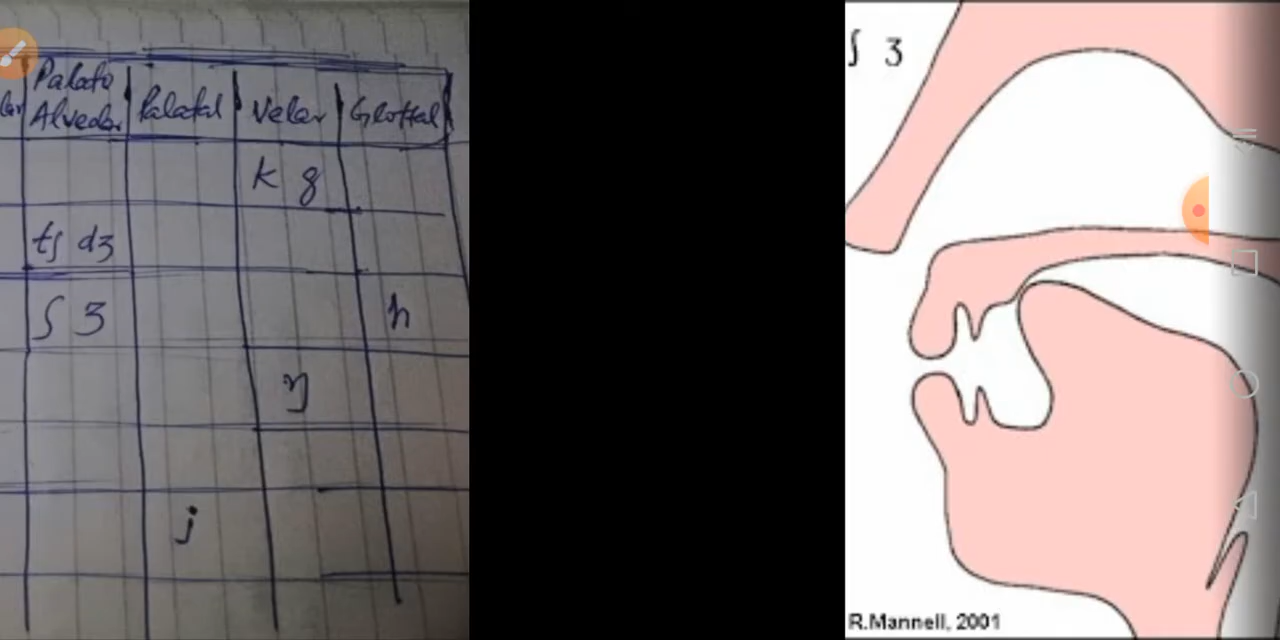 Palato
Alveolar Palatal Velar Glottal
k g
tʃ dʒ
ʃ ʒ h
ŋ
j
ʃ ʒ
R.Mannell, 2001